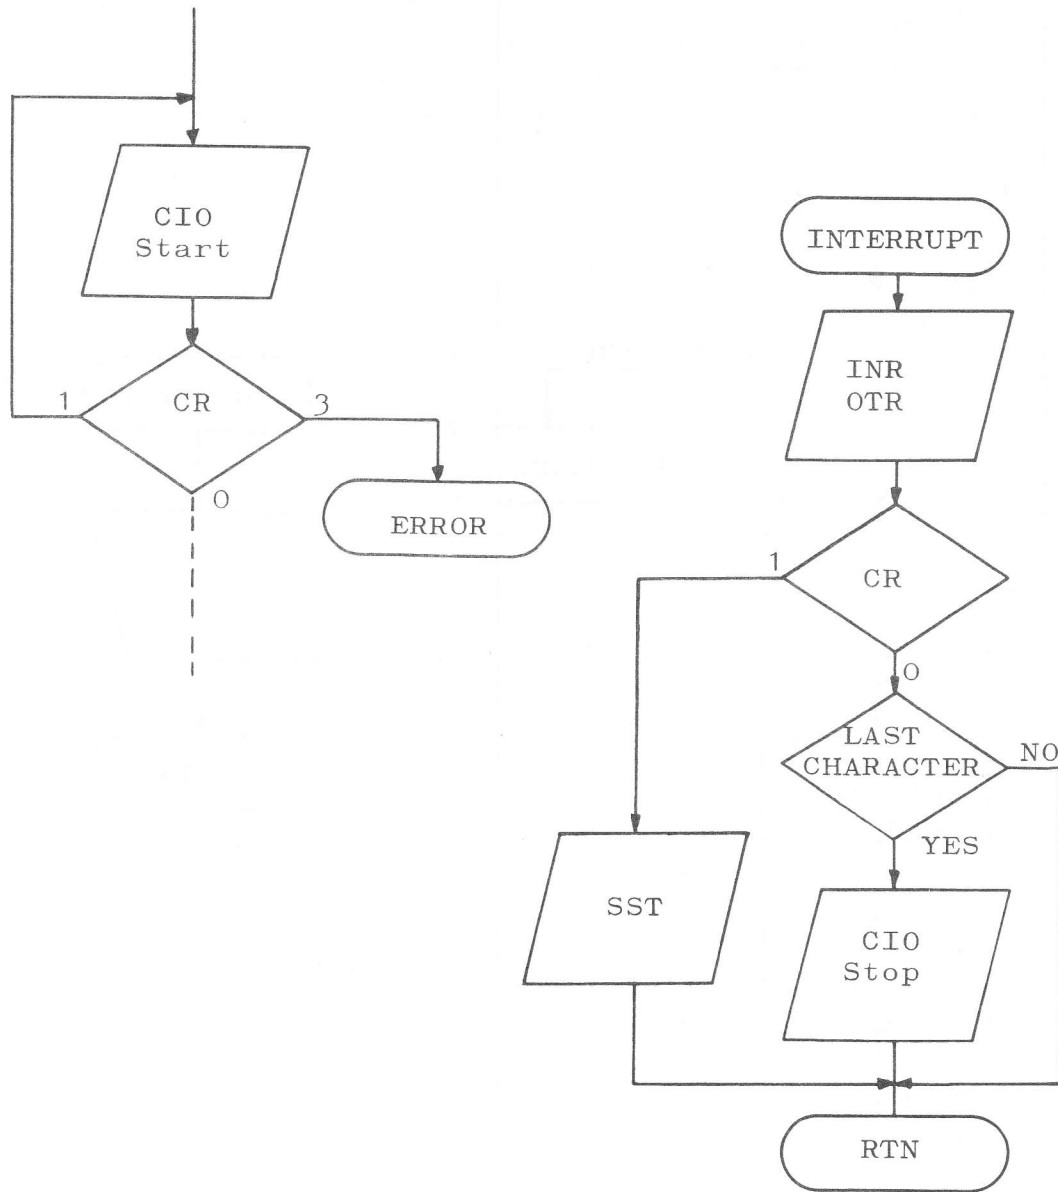 CIO
Start
CR
1
3
0
ERROR
INTERRUPT
INR
OTR
CR
1
0
LAST
CHARACTER
NO
YES
SST
CIO
Stop
RTN